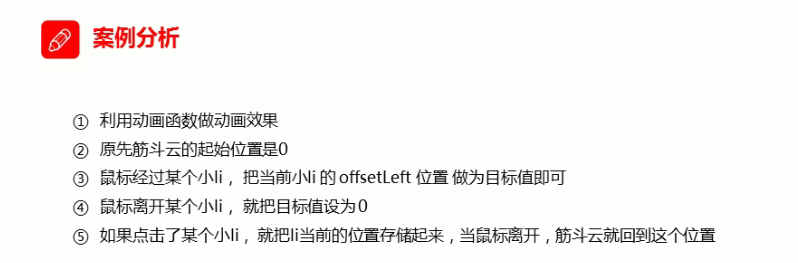 案例分析
① 利用动画函数做动画效果
② 原先筋斗云的起始位置是0
③ 鼠标经过某个小li，把当前小li 的 offsetLeft 位置 做为目标值即可
④ 鼠标离开某个小li，就把目标值设为 0
⑤ 如果点击了某个小li，就把li当前的位置存储起来，当鼠标离开，筋斗云就回到这个位置